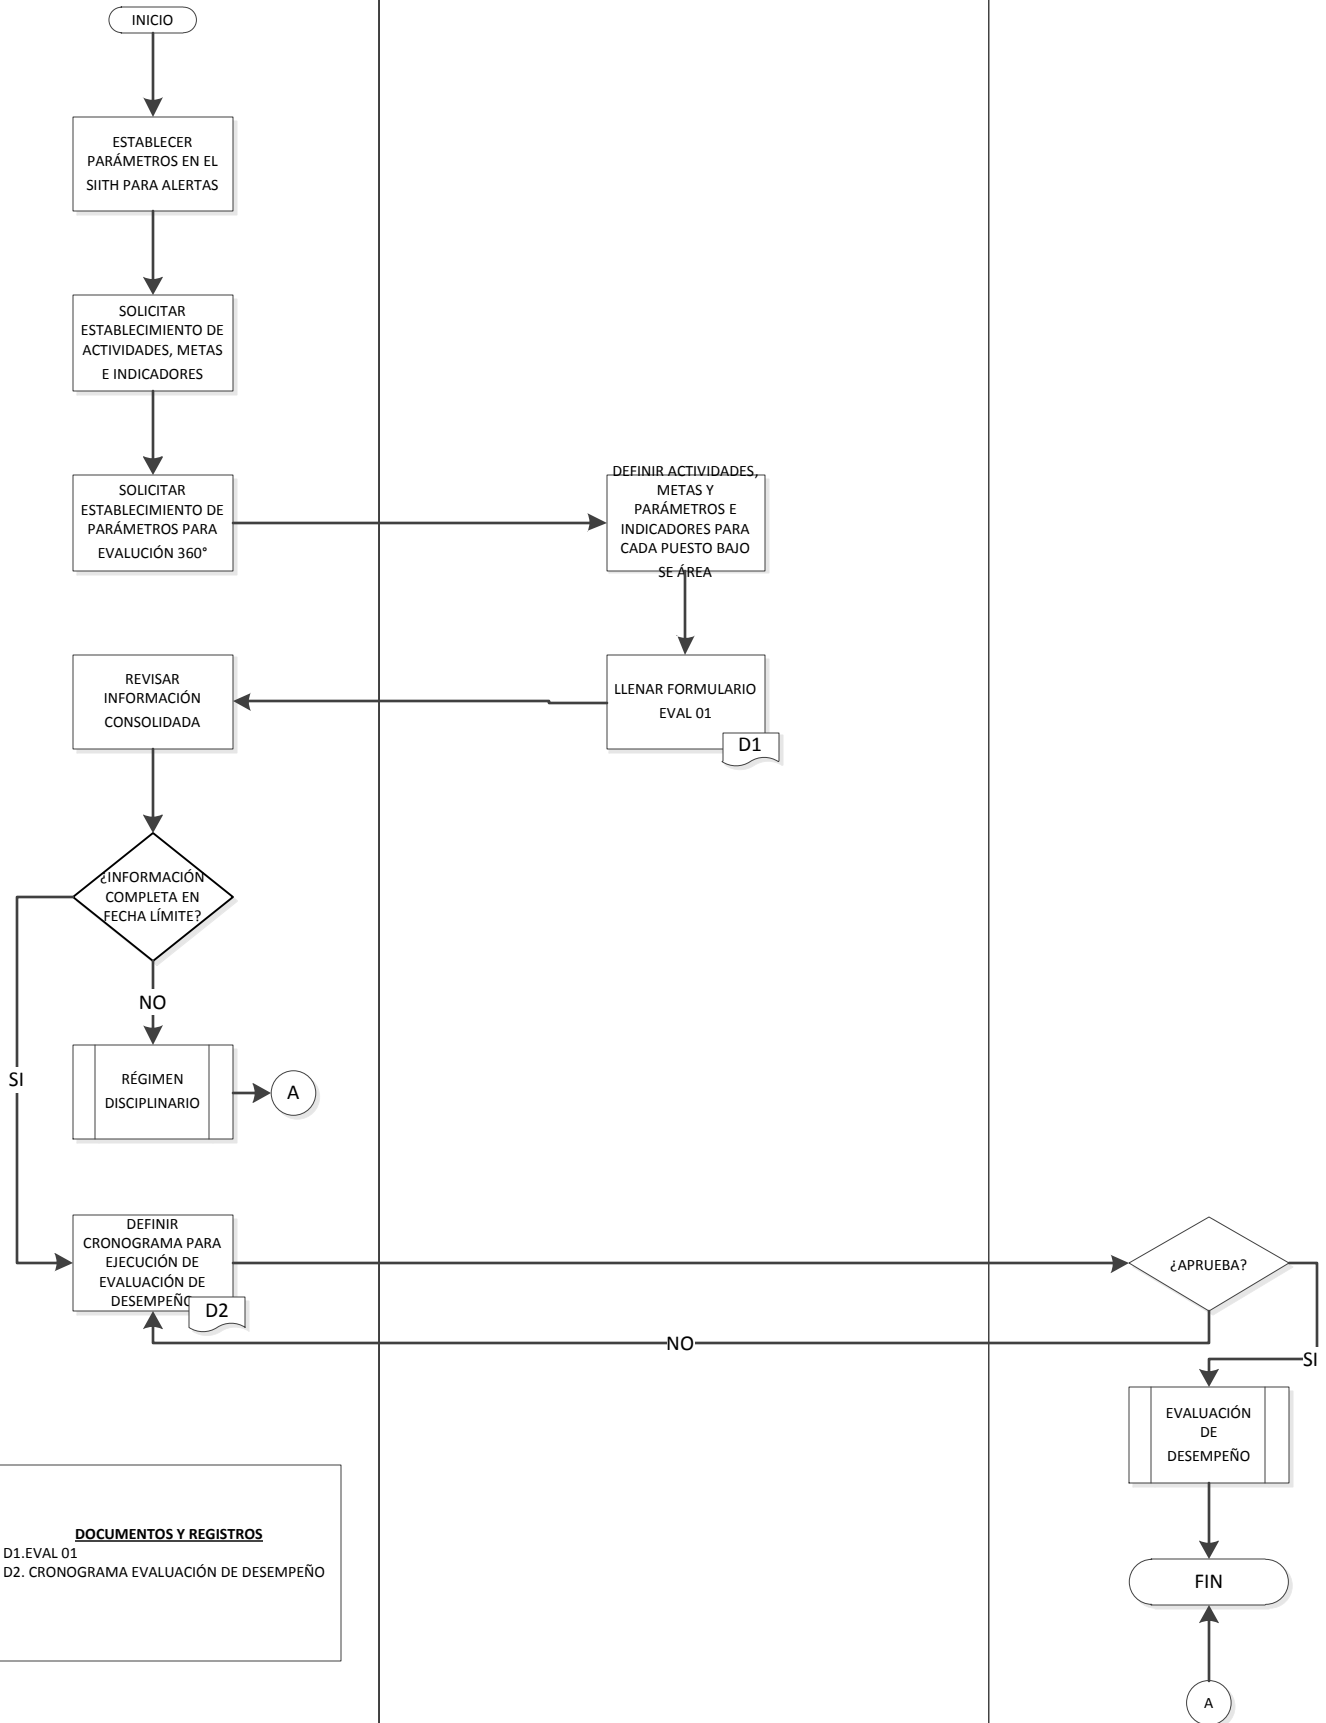 INICIO
ESTABLECER
PARÁMETROS EN EL
SIITH PARA ALERTAS
SOLICITAR
ESTABLECIMIENTO DE
ACTIVIDADES, METAS
E INDICADORES
SOLICITAR
ESTABLECIMIENTO DE
PARÁMETROS PARA
EVALUCIÓN 360°
DEFINIR ACTIVIDADES,
METAS Y
PARÁMETROS E
INDICADORES PARA
CADA PUESTO BAJO
SE ÁREA
LLENAR FORMULARIO
EVAL 01
D1
REVISAR
INFORMACIÓN
CONSOLIDADA
¿INFORMACIÓN
COMPLETA EN
FECHA LÍMITE?
NO
SI
RÉGIMEN
DISCIPLINARIO
A
DEFINIR
CRONOGRAMA PARA
EJECUCIÓN DE
EVALUACIÓN DE
DESEMPEÑO
D2
¿APRUEBA?
NO
SI
EVALUACIÓN
DE
DESEMPEÑO
FIN
A
DOCUMENTOS Y REGISTROS
D1.EVAL 01
D2. CRONOGRAMA EVALUACIÓN DE DESEMPEÑO